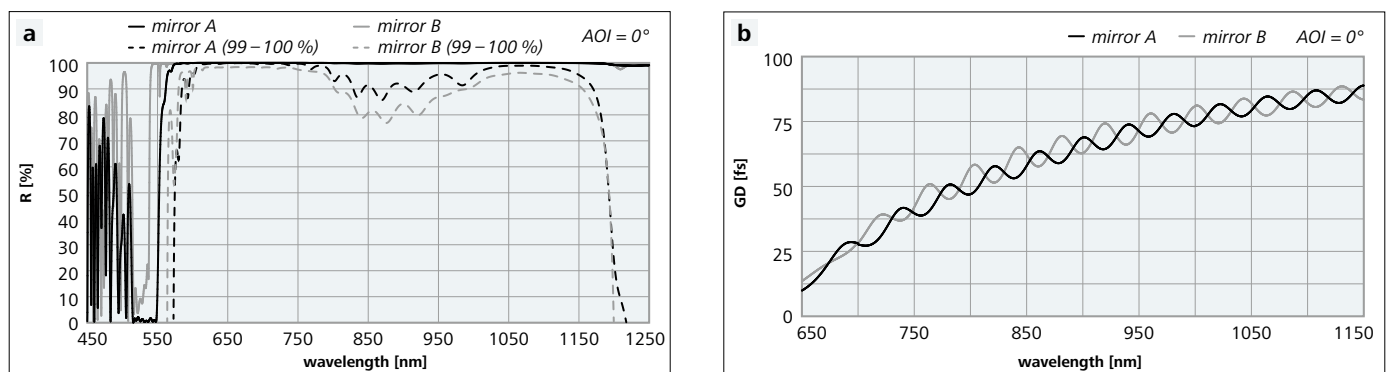 a
mirror A mirror B
mirror A (99 – 100 %) mirror B (99 – 100 %)
AOI = 0°
R [%]
100
90
80
70
60
50
40
30
20
10
0
450 550 650 750 850 950 1050 1150 1250
wavelength [nm]
b
mirror A mirror B AOI = 0°
GD [fs]
100
75
50
25
0
650 750 850 950 1050 1150
wavelength [nm]